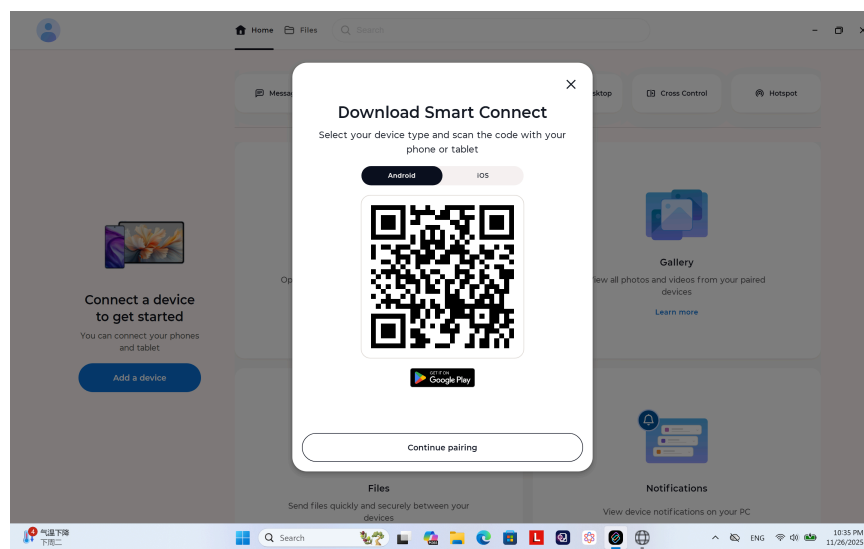 Home
Files
Search
Messa
sktop
Cross Control
Hotspot
Download Smart Connect
Select your device type and scan the code with your
phone or tablet
Android
iOS
GET IT ON
Google Play
Continue pairing
Connect a device
to get started
You can connect your phones
and tablet
Add a device
Op
Gallery
iew all photos and videos from your paired
devices
Learn more
Files
Send files quickly and securely between your
devices
Notifications
View device notifications on your PC
4
气温下降
下周二
Search
L
ENG
10:35 PM
11/26/2025